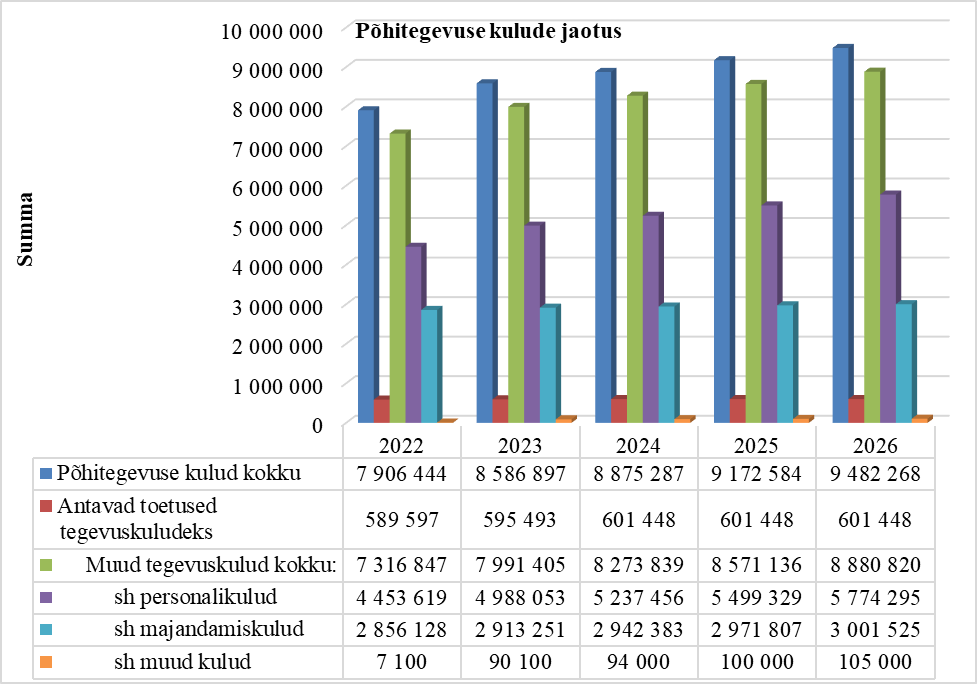 Põhitegevuse kulude jaotus
Summa
10 000 000
9 000 000
8 000 000
7 000 000
6 000 000
5 000 000
4 000 000
3 000 000
2 000 000
1 000 000
0
2022 2023 2024 2025 2026
Põhitegevuse kulud kokku 7 906 444 8 586 897 8 875 287 9 172 584 9 482 268
Antavad toetused
tegevuskuludeks 589 597 595 493 601 448 601 448 601 448
Muud tegevuskulud kokku: 7 316 847 7 991 405 8 273 839 8 571 136 8 880 820
sh personalikulud 4 453 619 4 988 053 5 237 456 5 499 329 5 774 295
sh majandamiskulud 2 856 128 2 913 251 2 942 383 2 971 807 3 001 525
sh muud kulud 7 100 90 100 94 000 100 000 105 000